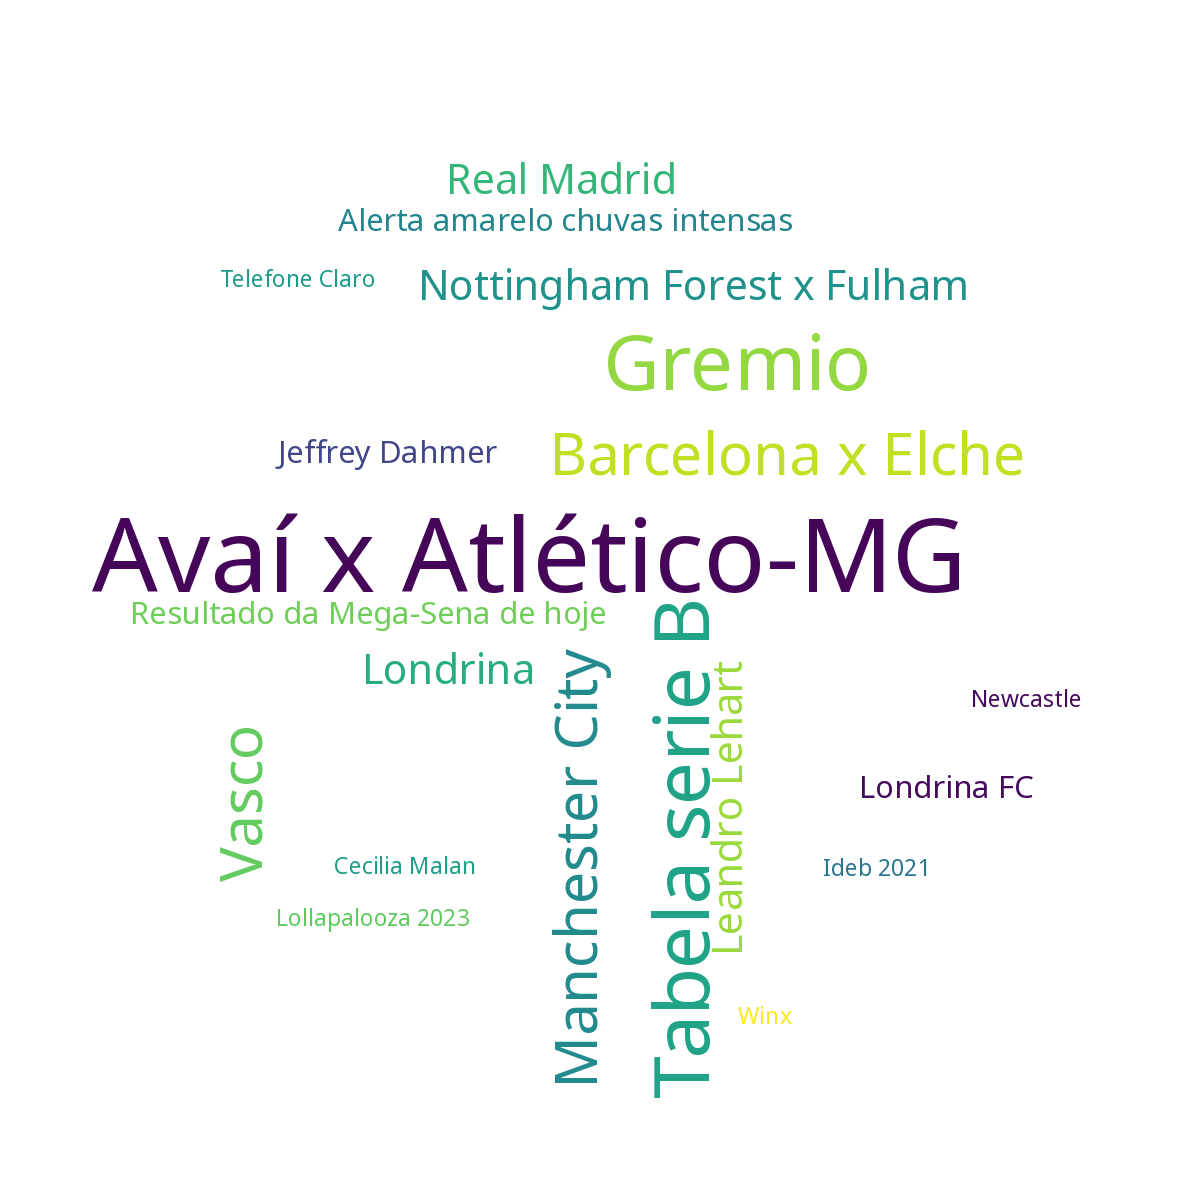 Real Madrid
Alerta amarelo chuvas intensas
Telefone Claro
Nottingham Forest x Fulham
Gremio
Jeffrey Dahmer
Barcelona x Elche
Avaí x Atlético-MG
Resultado da Mega-Sena de hoje
Londrina
Manchester City
Tabela serie B
Leandro Lehart
Newcastle
Vasco
Londrina FC
Cecilia Malan
Ideb 2021
Lollapalooza 2023
Winx